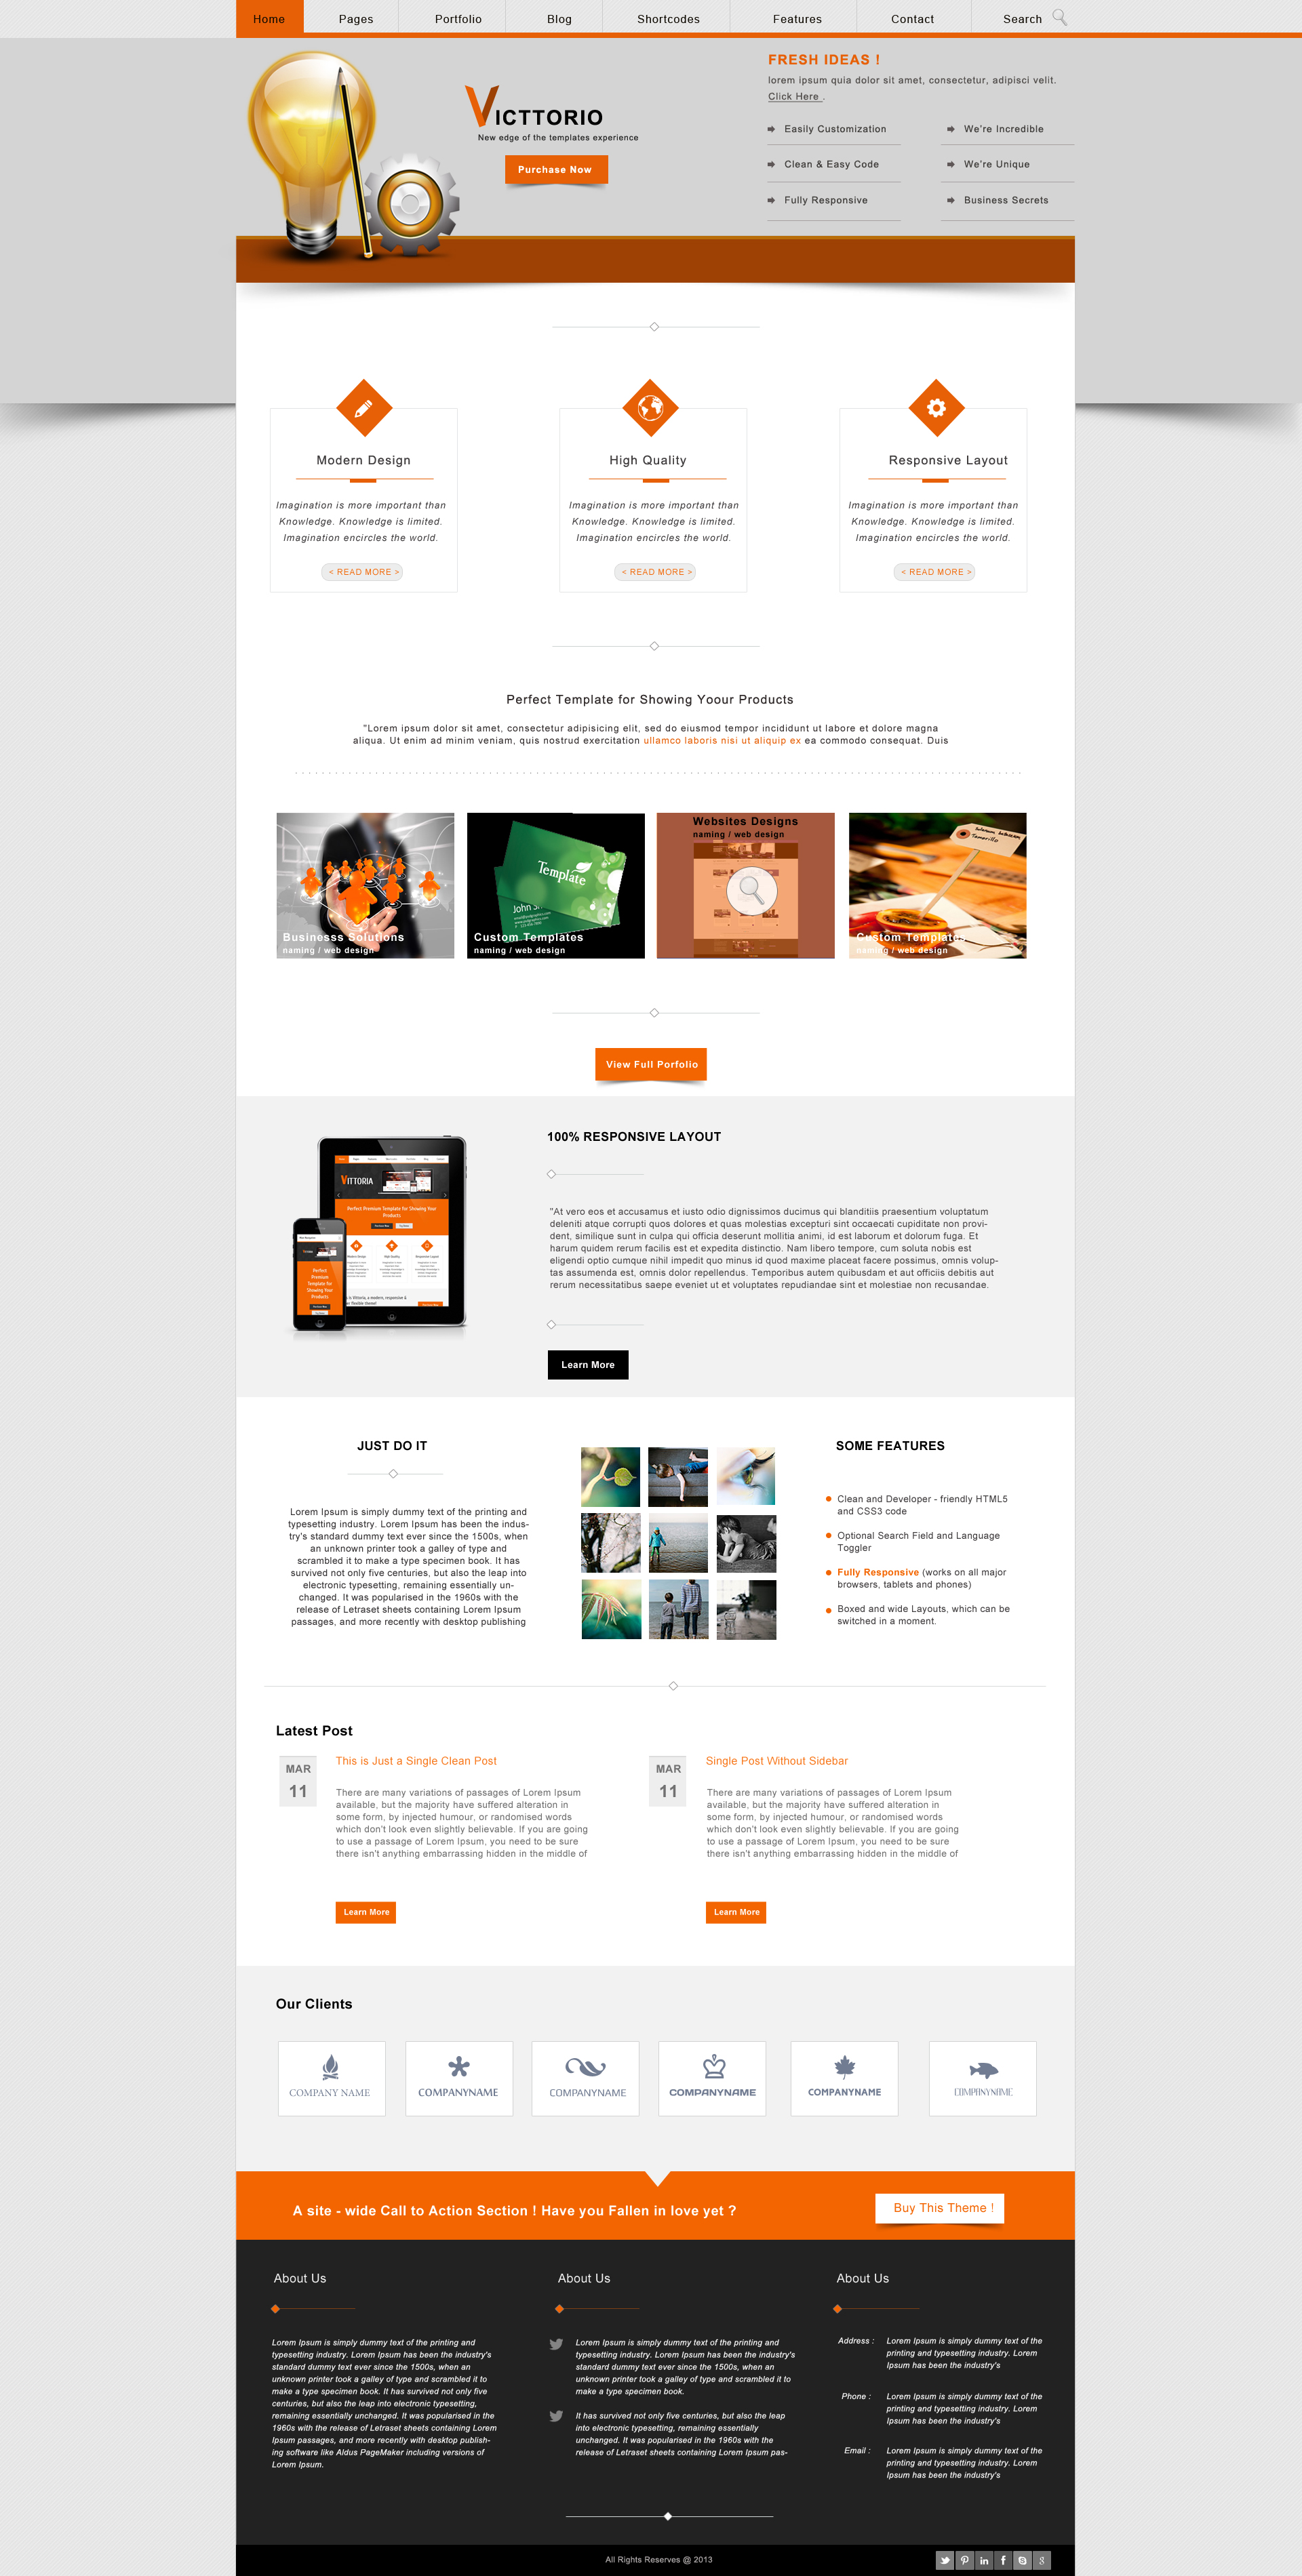 Home Pages Portfolio Blog Shortcodes Features Contact Search
VICTTORIO
New edge of the templates experience
Purchase Now
FRESH IDEAS !
lorem ipsum quia dolor sit amet, consectetur, adipisci velit.
Click Here .
Easily Customization
We're Incredible
Clean & Easy Code
We're Unique
Fully Responsive
Business Secrets
Modern Design
Imagination is more important than
Knowledge. Knowledge is limited.
Imagination encircles the world.
< READ MORE >
High Quality
Imagination is more important than
Knowledge. Knowledge is limited.
Imagination encircles the world.
< READ MORE >
Responsive Layout
Imagination is more important than
Knowledge. Knowledge is limited.
Imagination encircles the world.
< READ MORE >
Perfect Template for Showing Yoour Products
"Lorem ipsum dolor sit amet, consectetur adipisicing elit, sed do eiusmod tempor incididunt ut labore et dolore magna
aliqua. Ut enim ad minim veniam, quis nostrud exercitation ullamco laboris nisi ut aliquip ex ea commodo consequat. Duis
Businesss Solutions
naming / web design
Template
John
Custom Templates
naming / web design
Websites Designs
naming / web design
Custom Templates
naming / web design
View Full Porfolio
VITTORIA
Perfect Premium Template for Showing Your
Products
Perfect
Premium
Template for
Showing Your
Products
100% RESPONSIVE LAYOUT
"At vero eos et accusamus et iusto odio dignissimos ducimus qui blanditiis praesentium voluptatum
deleniti atque corrupti quos dolores et quas molestias excepturi sint occaecati cupiditate non provi-
dent, similique sunt in culpa qui officia deserunt mollitia animi, id est laborum et dolorum fuga. Et
harum quidem rerum facilis est et expedita distinctio. Nam libero tempore, cum soluta nobis est
eligendi optio cumque nihil impedit quo minus id quod maxime placeat facere possimus, omnis volup-
tas assumenda est, omnis dolor repellendus. Temporibus autem quibusdam et aut officiis debitis aut
rerum necessitatibus saepe eveniet ut et voluptates repudiandae sint et molestiae non recusandae.
Learn More
JUST DO IT
Lorem Ipsum is simply dummy text of the printing and
typesetting industry. Lorem Ipsum has been the indus-
try's standard dummy text ever since the 1500s, when
an unknown printer took a galley of type and
scrambled it to make a type specimen book. It has
survived not only five centuries, but also the leap into
electronic typesetting, remaining essentially un-
changed. It was popularised in the 1960s with the
release of Letraset sheets containing Lorem Ipsum
passages, and more recently with desktop publishing
SOME FEATURES
Clean and Developer - friendly HTML5
and CSS3 code
Optional Search Field and Language
Toggler
Fully Responsive (works on all major
browsers, tablets and phones)
Boxed and wide Layouts, which can be
switched in a moment.
Latest Post
MAR
11
This is Just a Single Clean Post
There are many variations of passages of Lorem Ipsum
available, but the majority have suffered alteration in
some form, by injected humour, or randomised words
which don't look even slightly believable. If you are going
to use a passage of Lorem Ipsum, you need to be sure
there isn't anything embarrassing hidden in the middle of
Learn More
MAR
11
Single Post Without Sidebar
There are many variations of passages of Lorem Ipsum
available, but the majority have suffered alteration in
some form, by injected humour, or randomised words
which don't look even slightly believable. If you are going
to use a passage of Lorem Ipsum, you need to be sure
there isn't anything embarrassing hidden in the middle of
Learn More
Our Clients
COMPANY NAME
COMPANYNAME
COMPANYNAME
COMPANYNAME
COMPANYNAME
COMPANYNAME
A site - wide Call to Action Section ! Have you Fallen in love yet ?
Buy This Theme !
About Us
Lorem Ipsum is simply dummy text of the printing and
typesetting industry. Lorem Ipsum has been the industry's
standard dummy text ever since the 1500s, when an
unknown printer took a galley of type and scrambled it to
make a type specimen book. It has survived not only five
centuries, but also the leap into electronic typesetting,
remaining essentially unchanged. It was popularised in the
1960s with the release of Letraset sheets containing Lorem
Ipsum passages, and more recently with desktop publish-
ing software like Aldus PageMaker including versions of
Lorem Ipsum.
About Us
Lorem Ipsum is simply dummy text of the printing and
typesetting industry. Lorem Ipsum has been the industry's
standard dummy text ever since the 1500s, when an
unknown printer took a galley of type and scrambled it to
make a type specimen book.
It has survived not only five centuries, but also the leap
into electronic typesetting, remaining essentially
unchanged. It was popularised in the 1960s with the
release of Letraset sheets containing Lorem Ipsum pas-
About Us
Address : Lorem Ipsum is simply dummy text of the
printing and typesetting industry. Lorem
Ipsum has been the industry's
Phone : Lorem Ipsum is simply dummy text of the
printing and typesetting industry. Lorem
Ipsum has been the industry's
Email : Lorem Ipsum is simply dummy text of the
printing and typesetting industry. Lorem
Ipsum has been the industry's
All Rights Reserves @ 2013